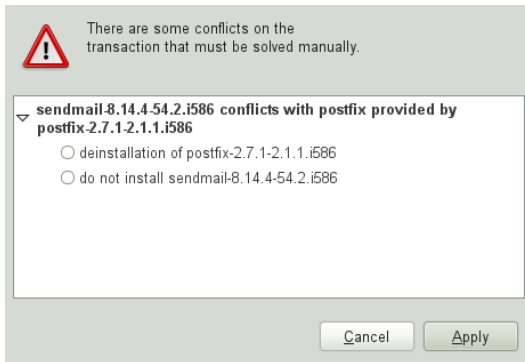 There are some conflicts on the
transaction that must be solved manually.
sendmail-8.14.4-54.2.i586 conflicts with postfix provided by
postfix-2.7.1-2.1.1.i586
deinstallation of postfix-2.7.1-2.1.1.i586
do not install sendmail-8.14.4-54.2.i586
Cancel
Apply